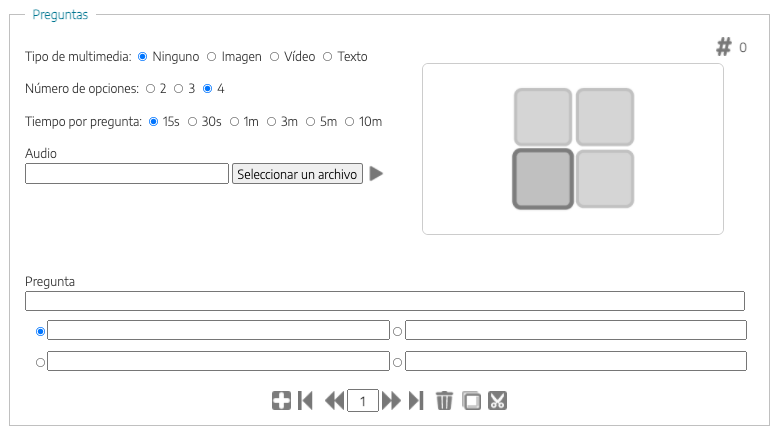 Preguntas
# 0
Tipo de multimedia: Ninguno Imagen Vídeo Texto
Número de opciones: 2 3 4
Tiempo por pregunta: 15s 30s 1m 3m 5m 10m
Audio
Seleccionar un archivo
Pregunta
1